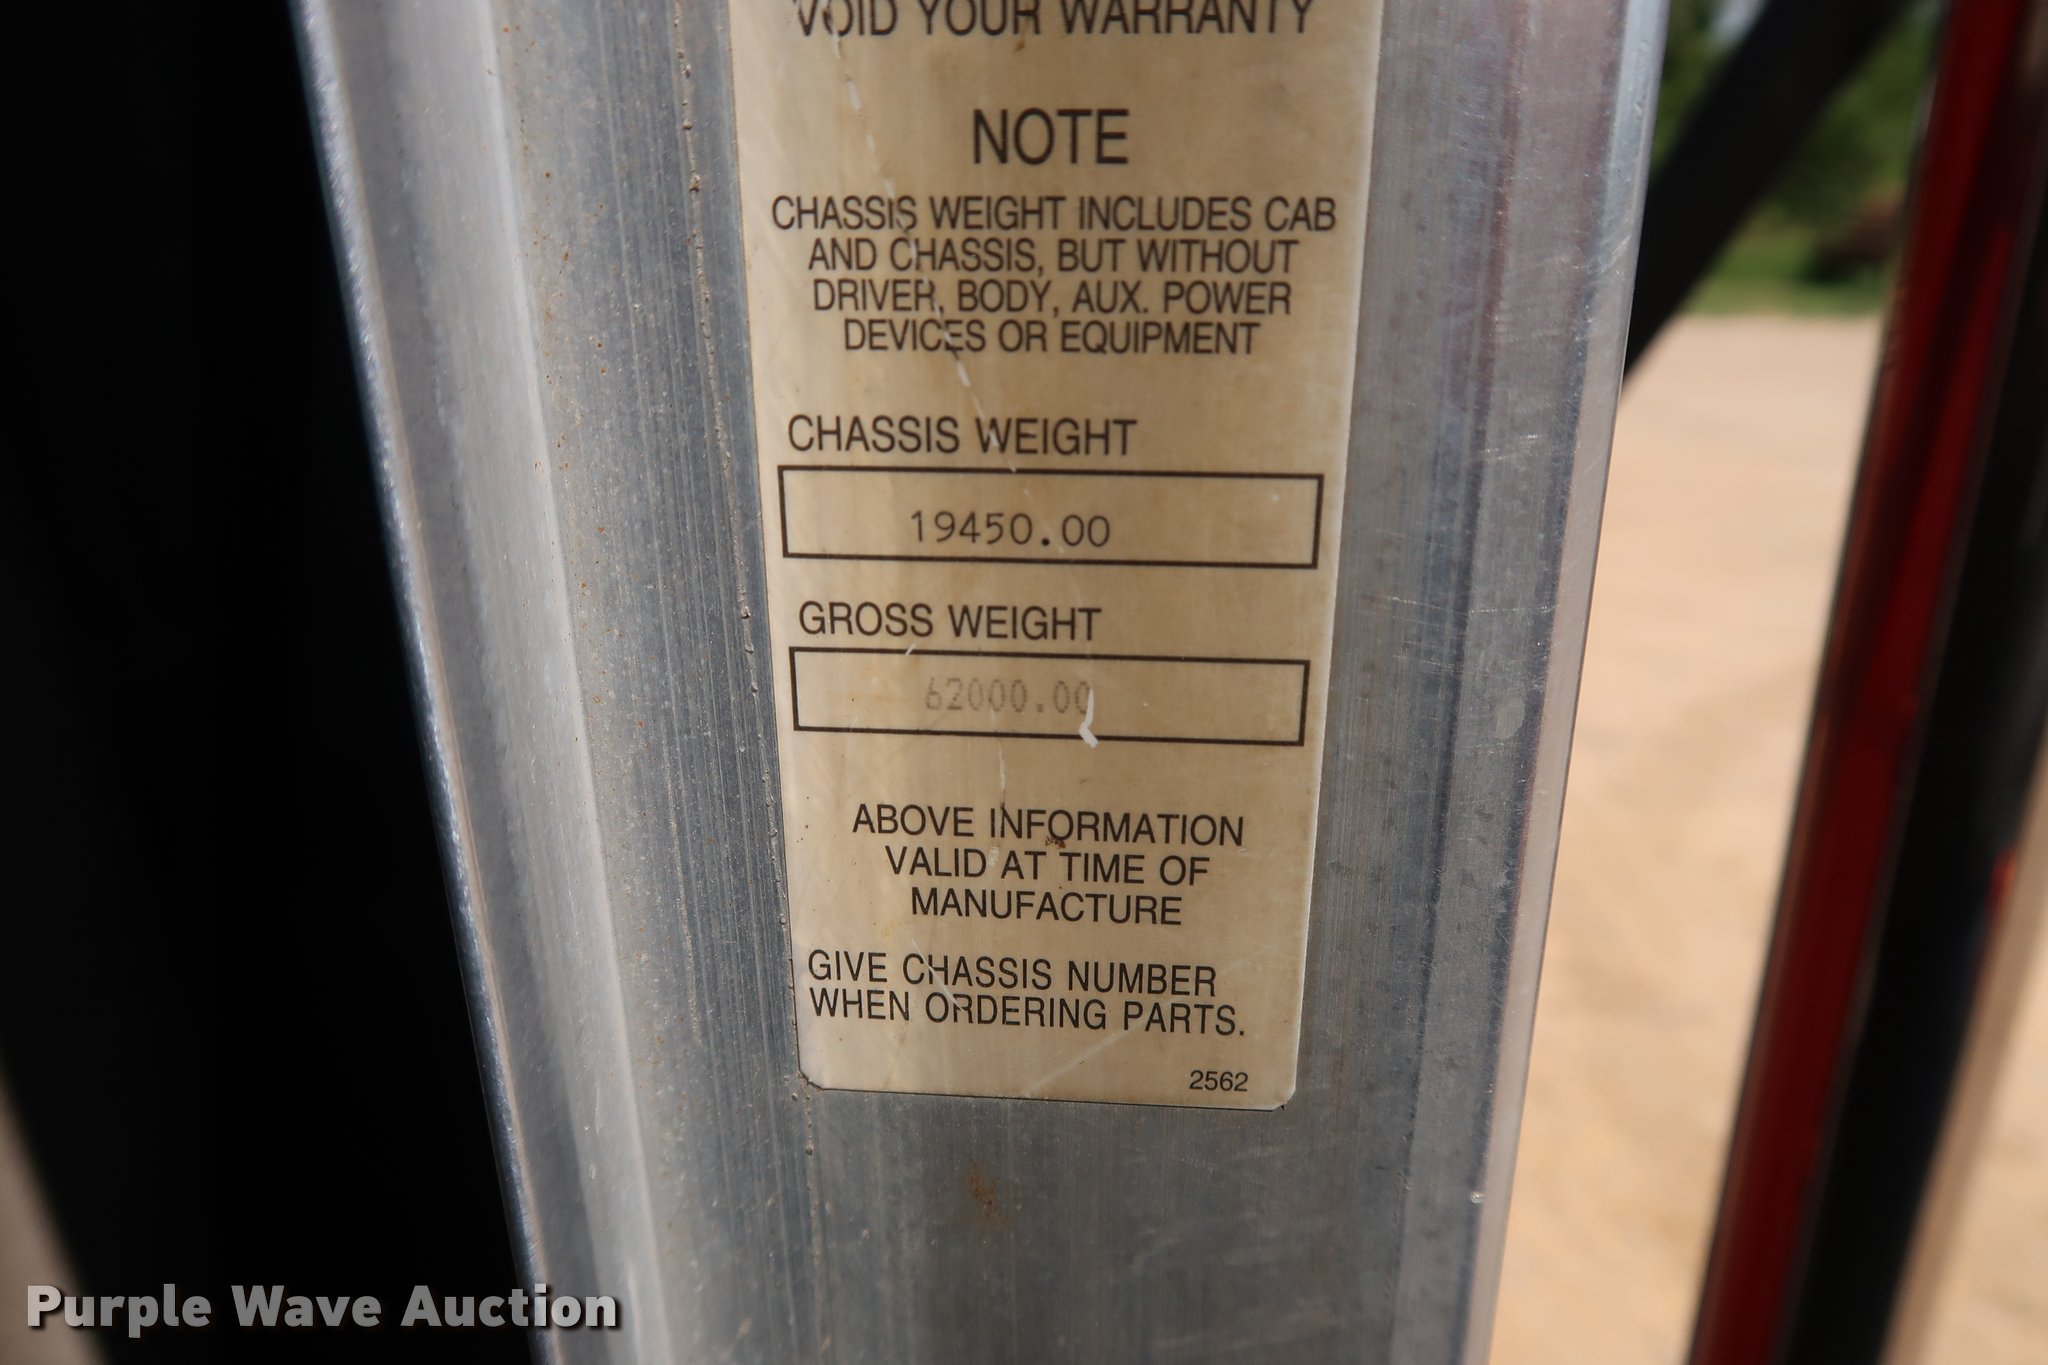 VOID YOUR WARRANTY
NOTE
CHASSIS WEIGHT INCLUDES CAB
AND CHASSIS, BUT WITHOUT
DRIVER, BODY, AUX. POWER
DEVICES OR EQUIPMENT
CHASSIS WEIGHT
19450.00
GROSS WEIGHT
62000.00
ABOVE INFORMATION
VALID AT TIME OF
MANUFACTURE
GIVE CHASSIS NUMBER
WHEN ORDERING PARTS.
2562
Purple Wave Auction